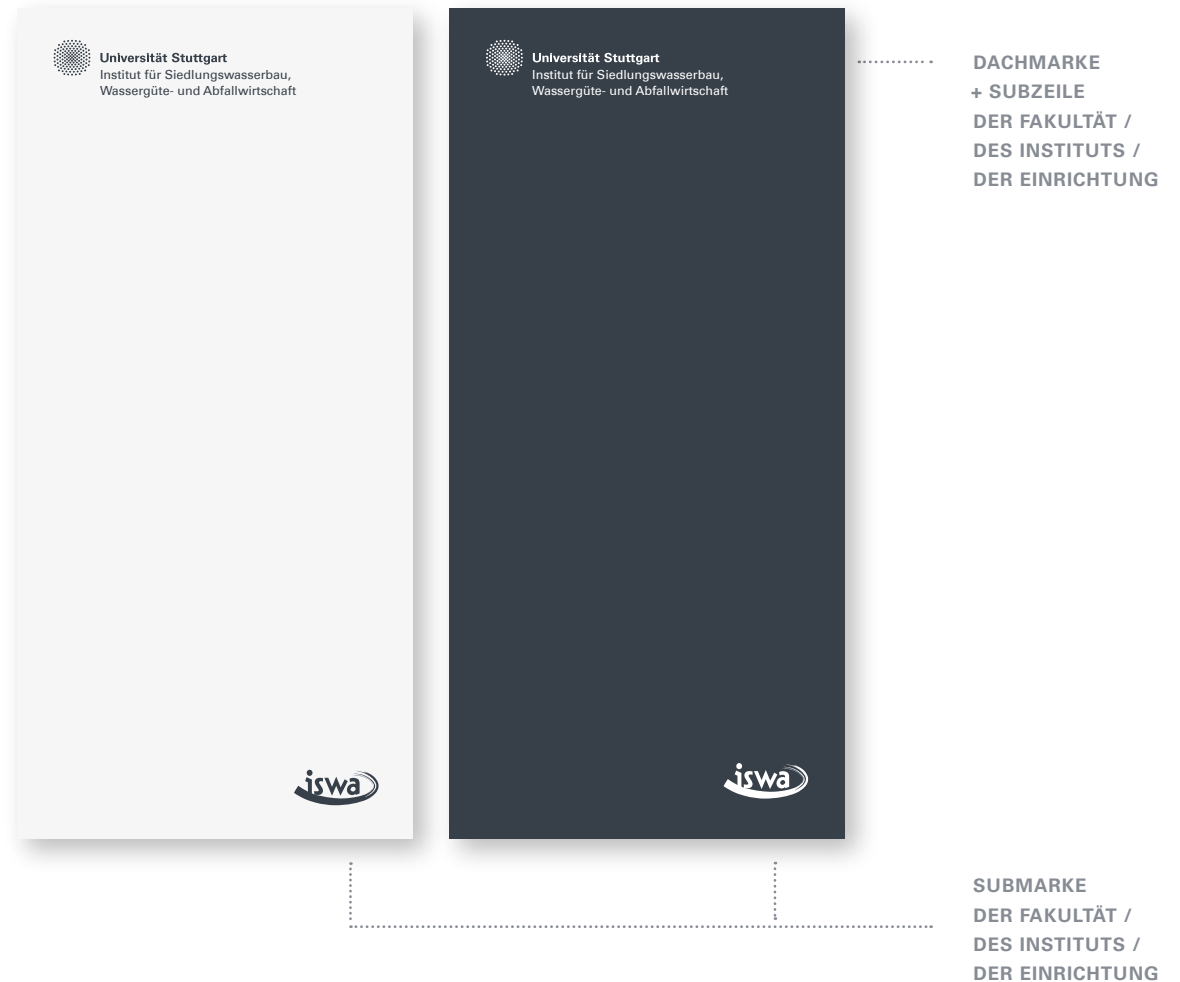 Universität Stuttgart
Institut für Siedlungswasserbau,
Wassergüte- und Abfallwirtschaft
iswa
Universität Stuttgart
Institut für Siedlungswasserbau,
Wassergüte- und Abfallwirtschaft
iswa
DACHMARKE
+ SUBZEILE
DER FAKULTÄT /
DES INSTITUTS /
DER EINRICHTUNG
SUBMARKE
DER FAKULTÄT /
DES INSTITUTS /
DER EINRICHTUNG